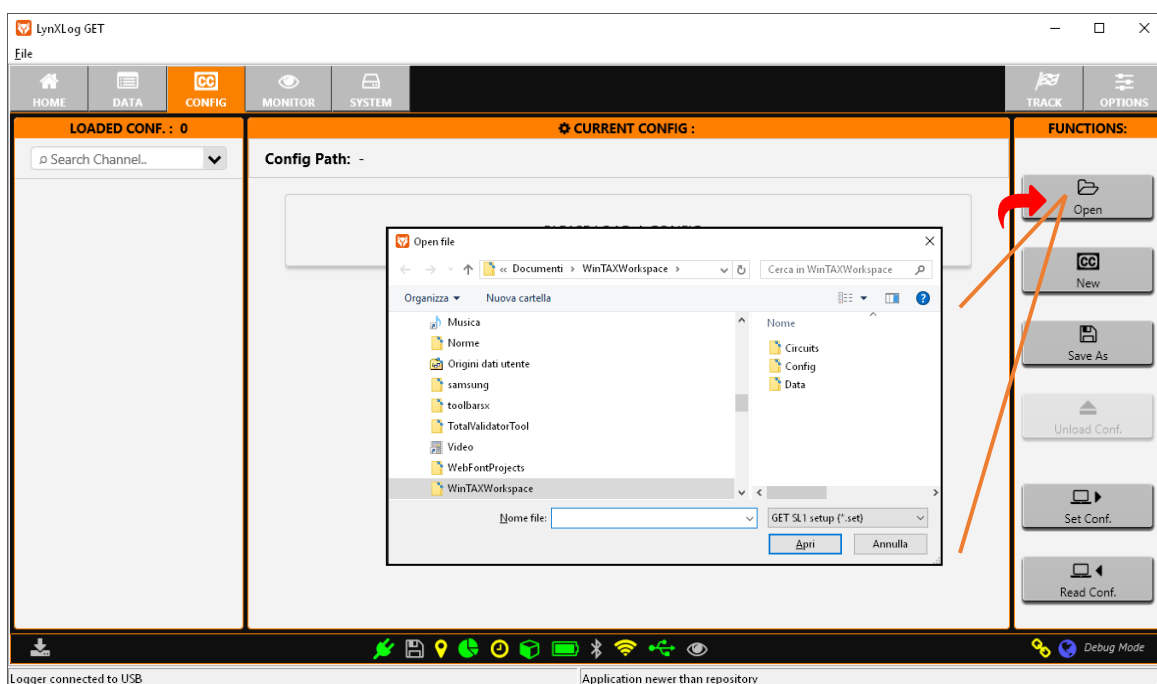 LynXLog GET
File
HOME
DATA
CC
CONFIG
MONITOR
SYSTEM
TRACK
OPTIONS
LOADED CONF. : 0
CURRENT CONFIG :
FUNCTIONS:
Search Channel..
Config Path: -
Open
CC
New
Save As
Unload Conf.
Set Conf.
Read Conf.
Open file
« Documenti > WinTAXWorkspace >
Cerca in WinTAXWorkspace
Organizza
Nuova cartella
Musica
Norme
Origini dati utente
samsung
toolbarsx
TotalValidatorTool
Video
WebFontProjects
WinTAXWorkspace
Nome
Circuits
Config
Data
Nome file:
GET SL1 setup (*.set)
Apri
Annulla
Debug Mode
Logger connected to USB
Application newer than repository